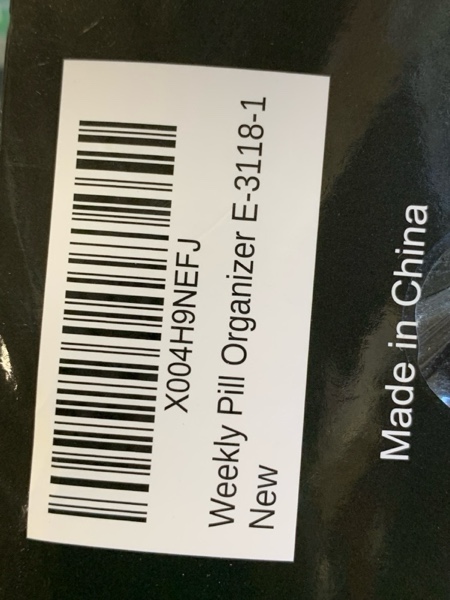 X004H9NEFJ
Weekly Pill Organizer E-3118-1
New
Made in China